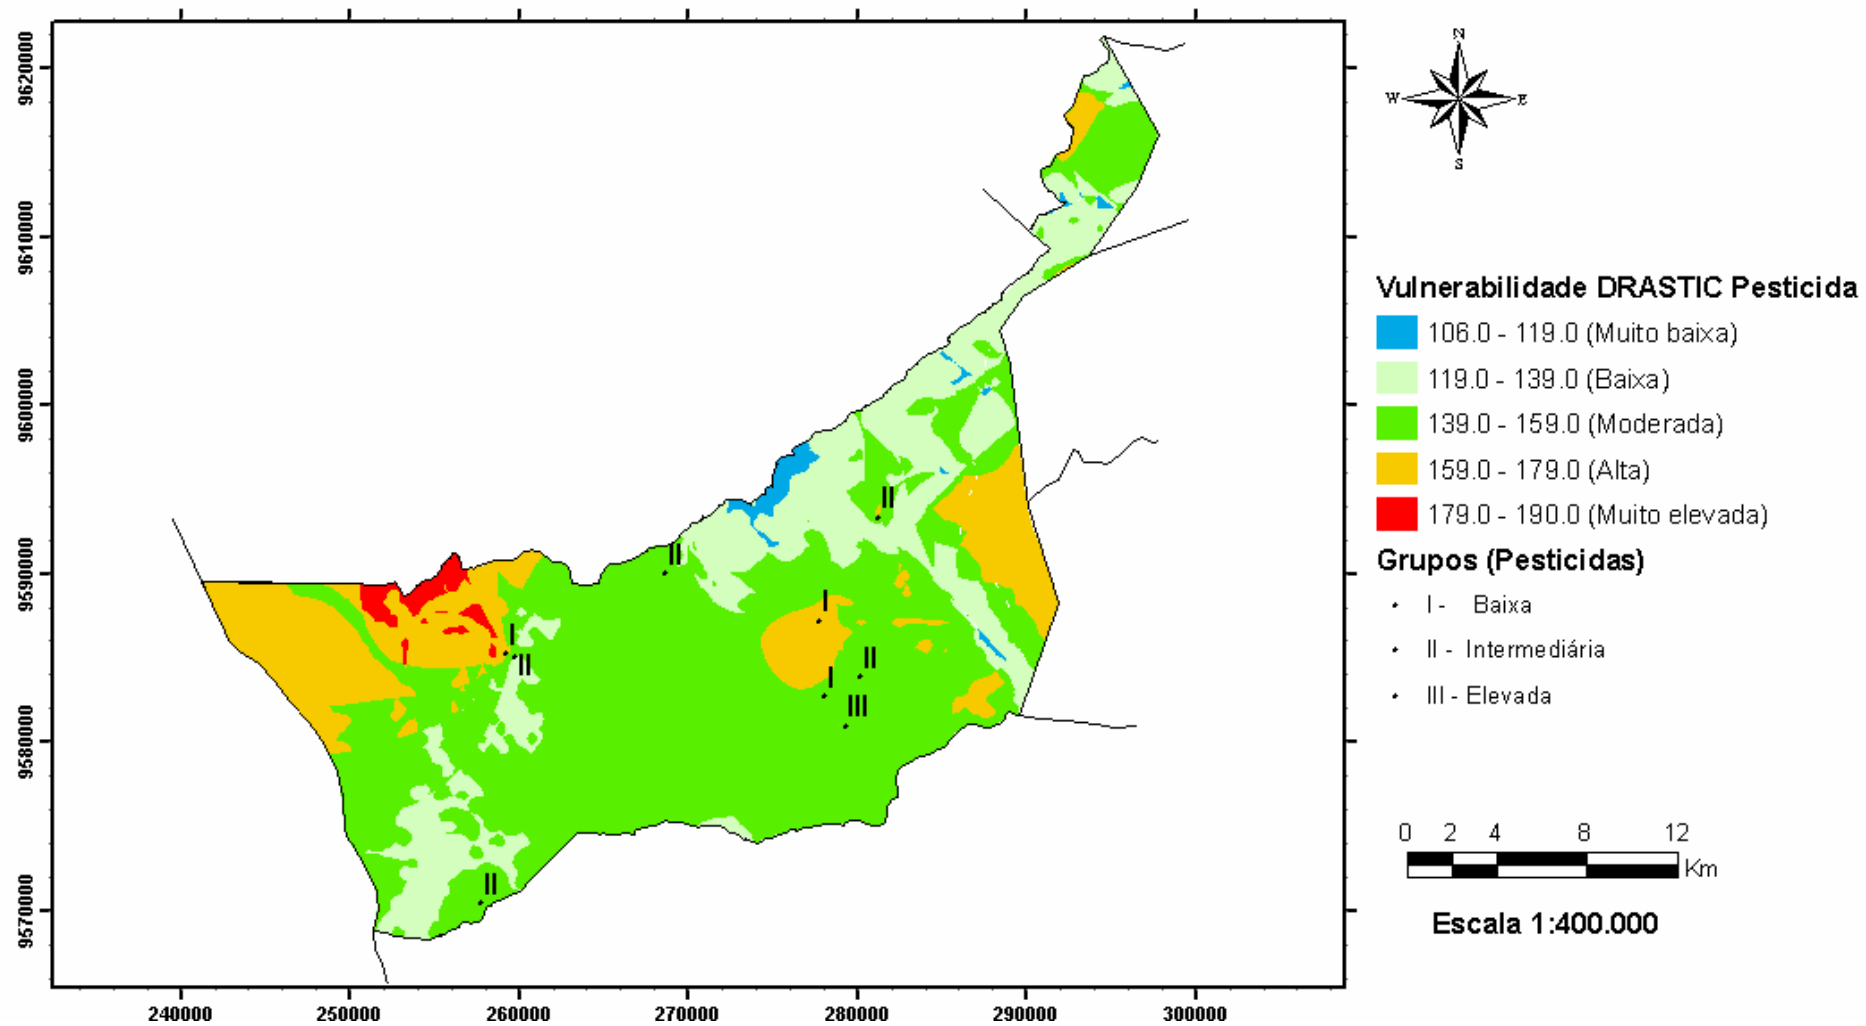 9620000
9610000
9600000
9590000
9580000
9570000
240000
250000
260000
270000
280000
290000
300000
II
II
I
I
II
II
I
III
II
N
W
E
S
Vulnerabilidade DRASTIC Pesticida
106.0 - 119.0 (Muito baixa)
119.0 - 139.0 (Baixa)
139.0 - 159.0 (Moderada)
159.0 - 179.0 (Alta)
179.0 - 190.0 (Muito elevada)
Grupos (Pesticidas)
I - Baixa
II - Intermediária
III - Elevada
0 2 4 8 12
Km
Escala 1:400.000